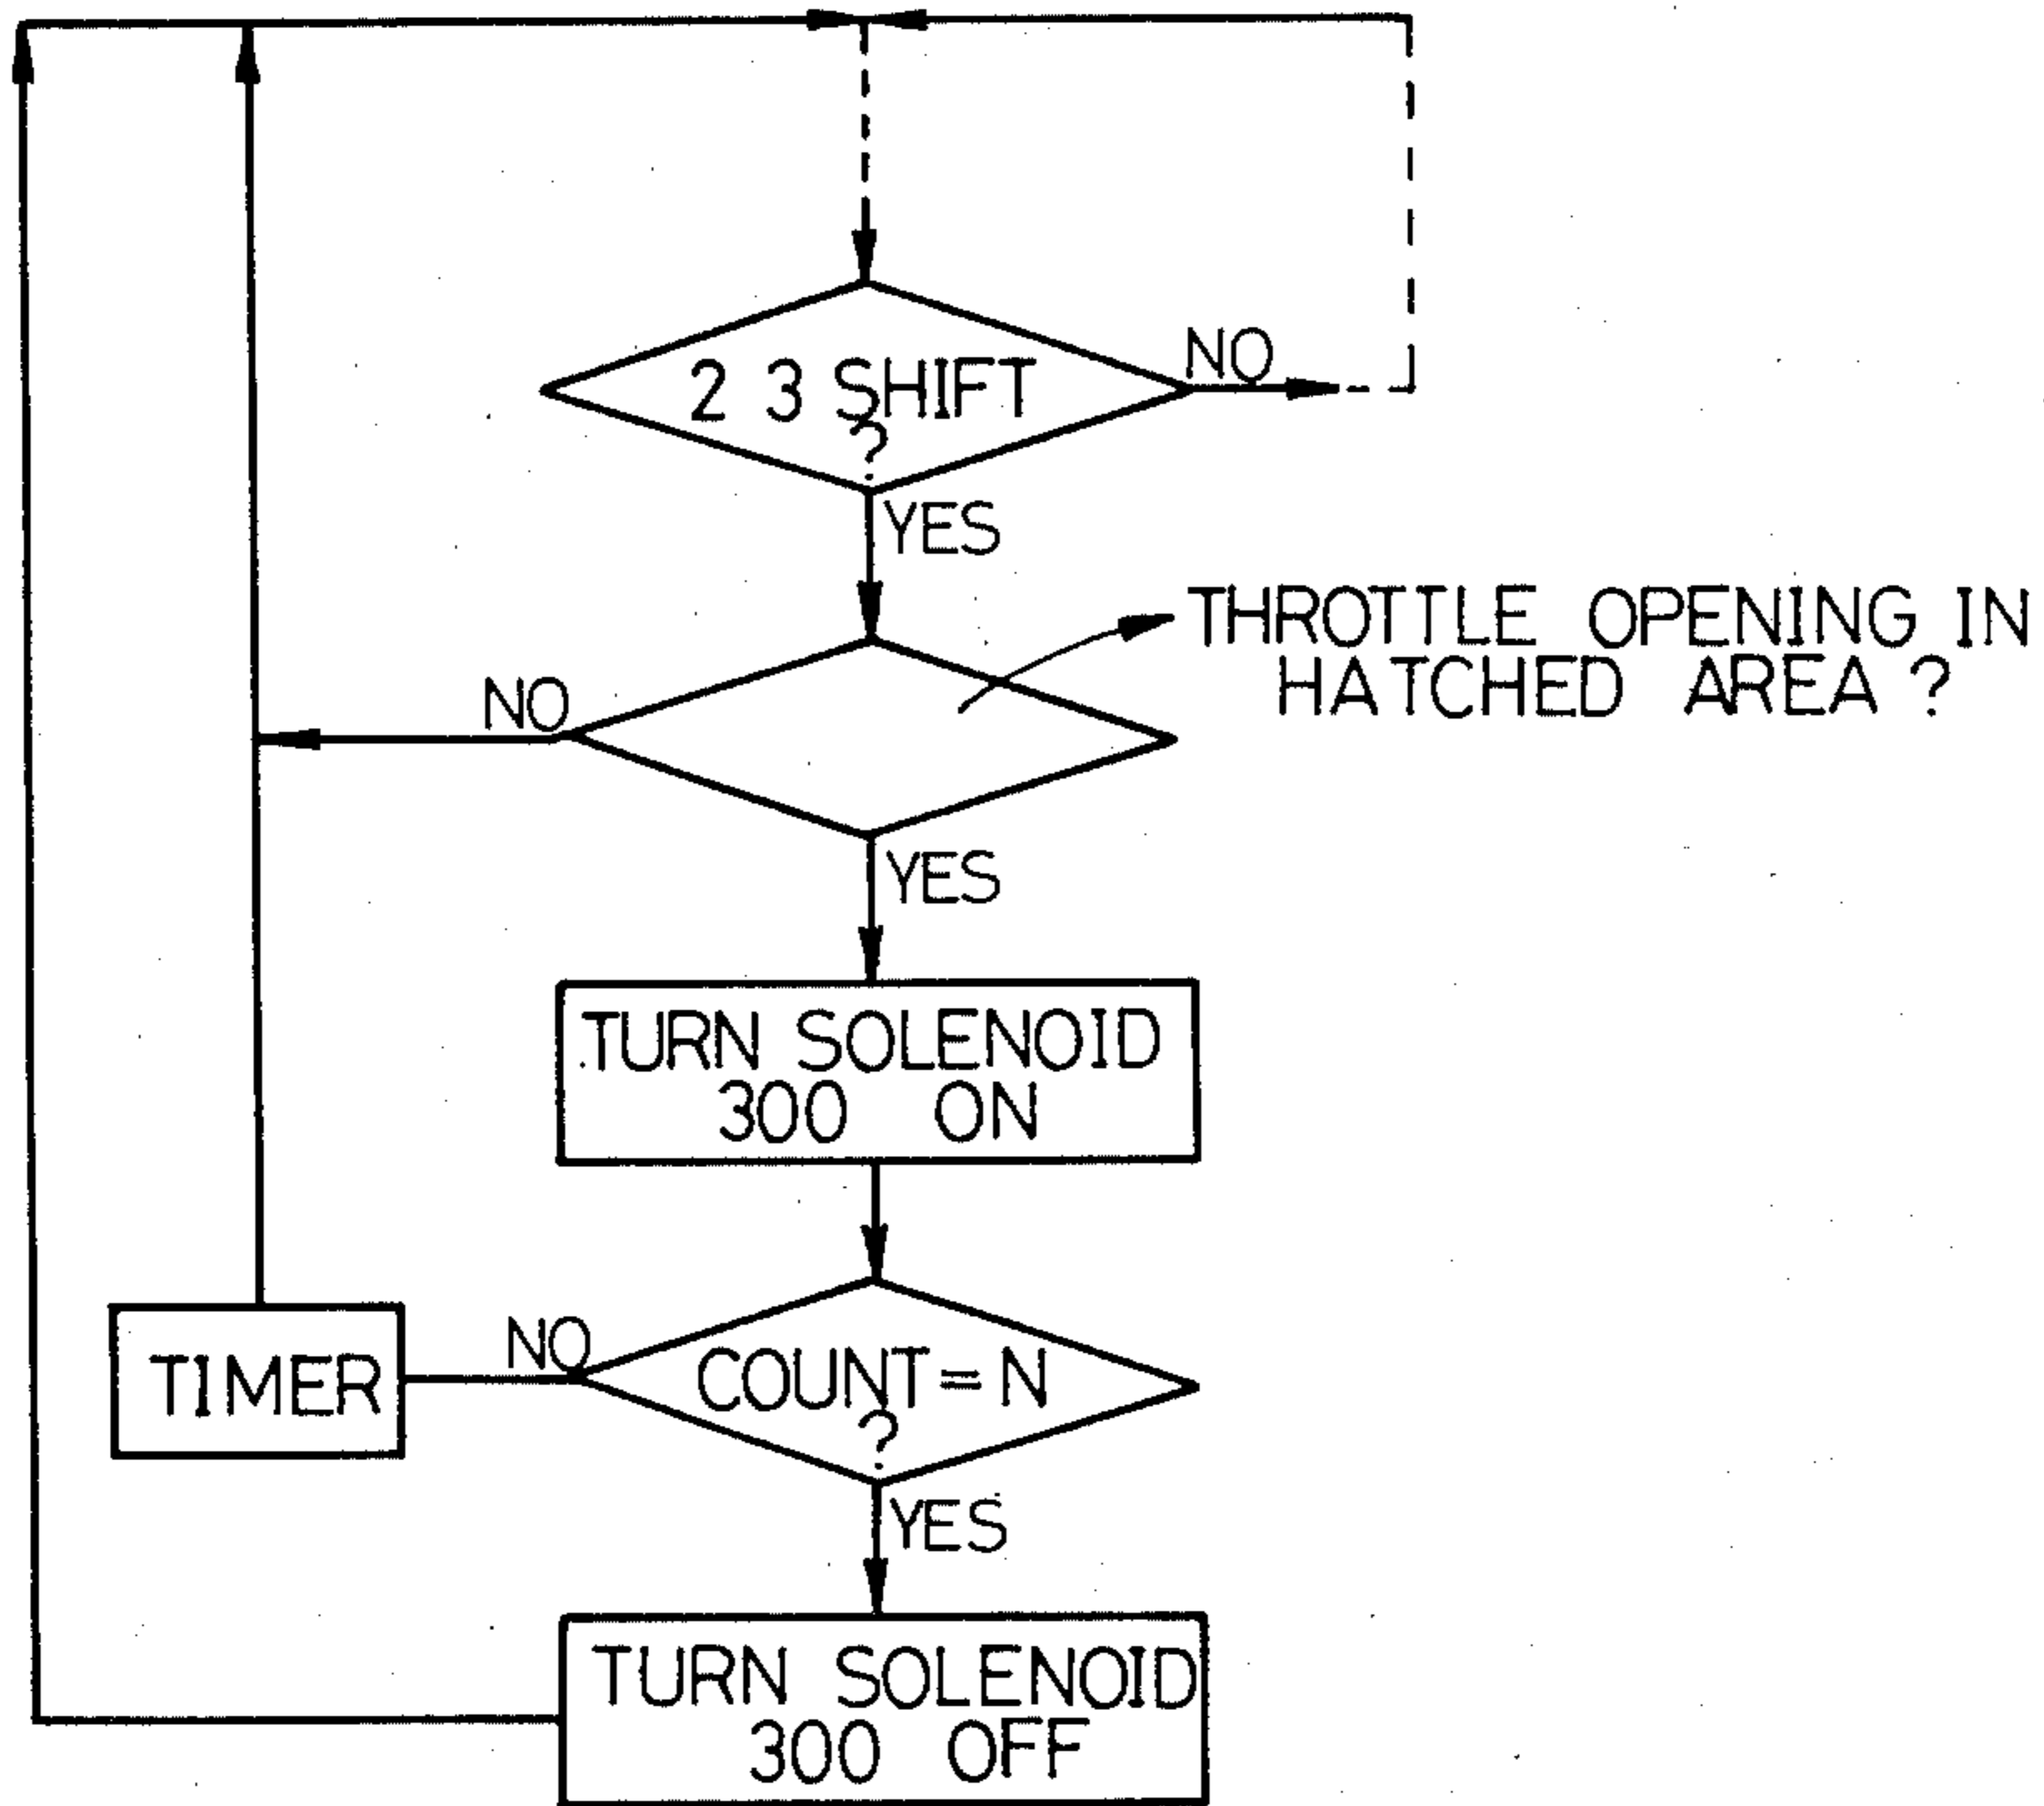 2 3 SHIFT
?
NO
YES
THROTTLE OPENING IN
HATCHED AREA ?
NO
YES
TURN SOLENOID
300 ON
TIMER
NO
COUNT = N
?
YES
TURN SOLENOID
300 OFF